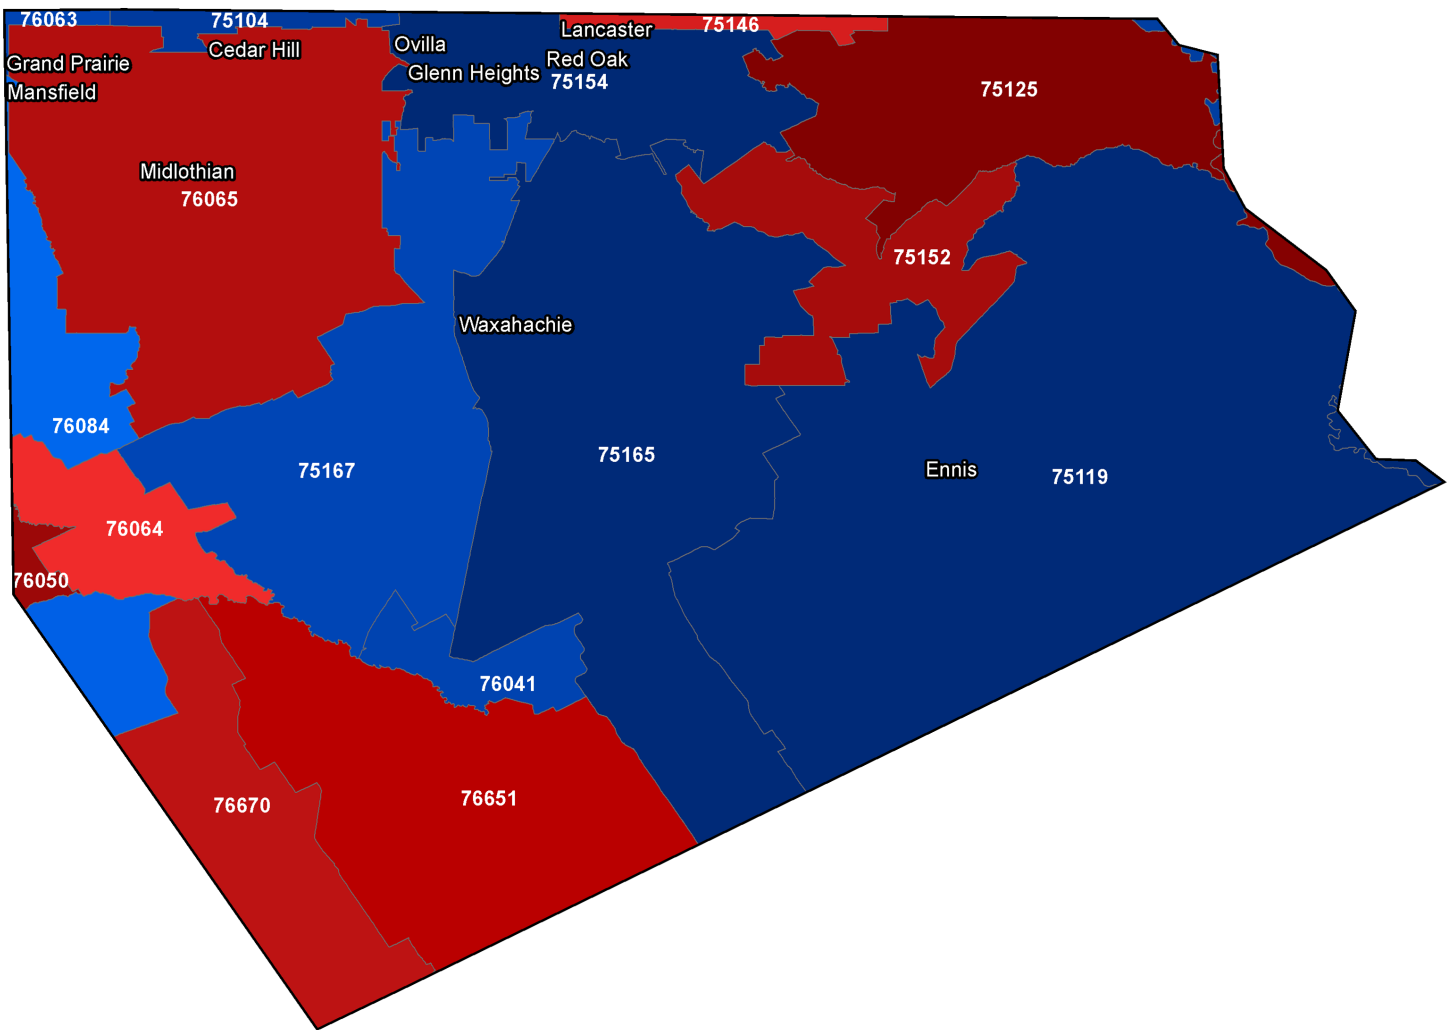 76063
75104
Lancaster
75146
Cedar Hill
Ovilla
Grand Prairie
Glenn Heights
Red Oak
75154
Mansfield
75125
Midlothian
76065
75152
Waxahachie
76084
75167
75165
Ennis
75119
76064
76050
76041
76670
76651